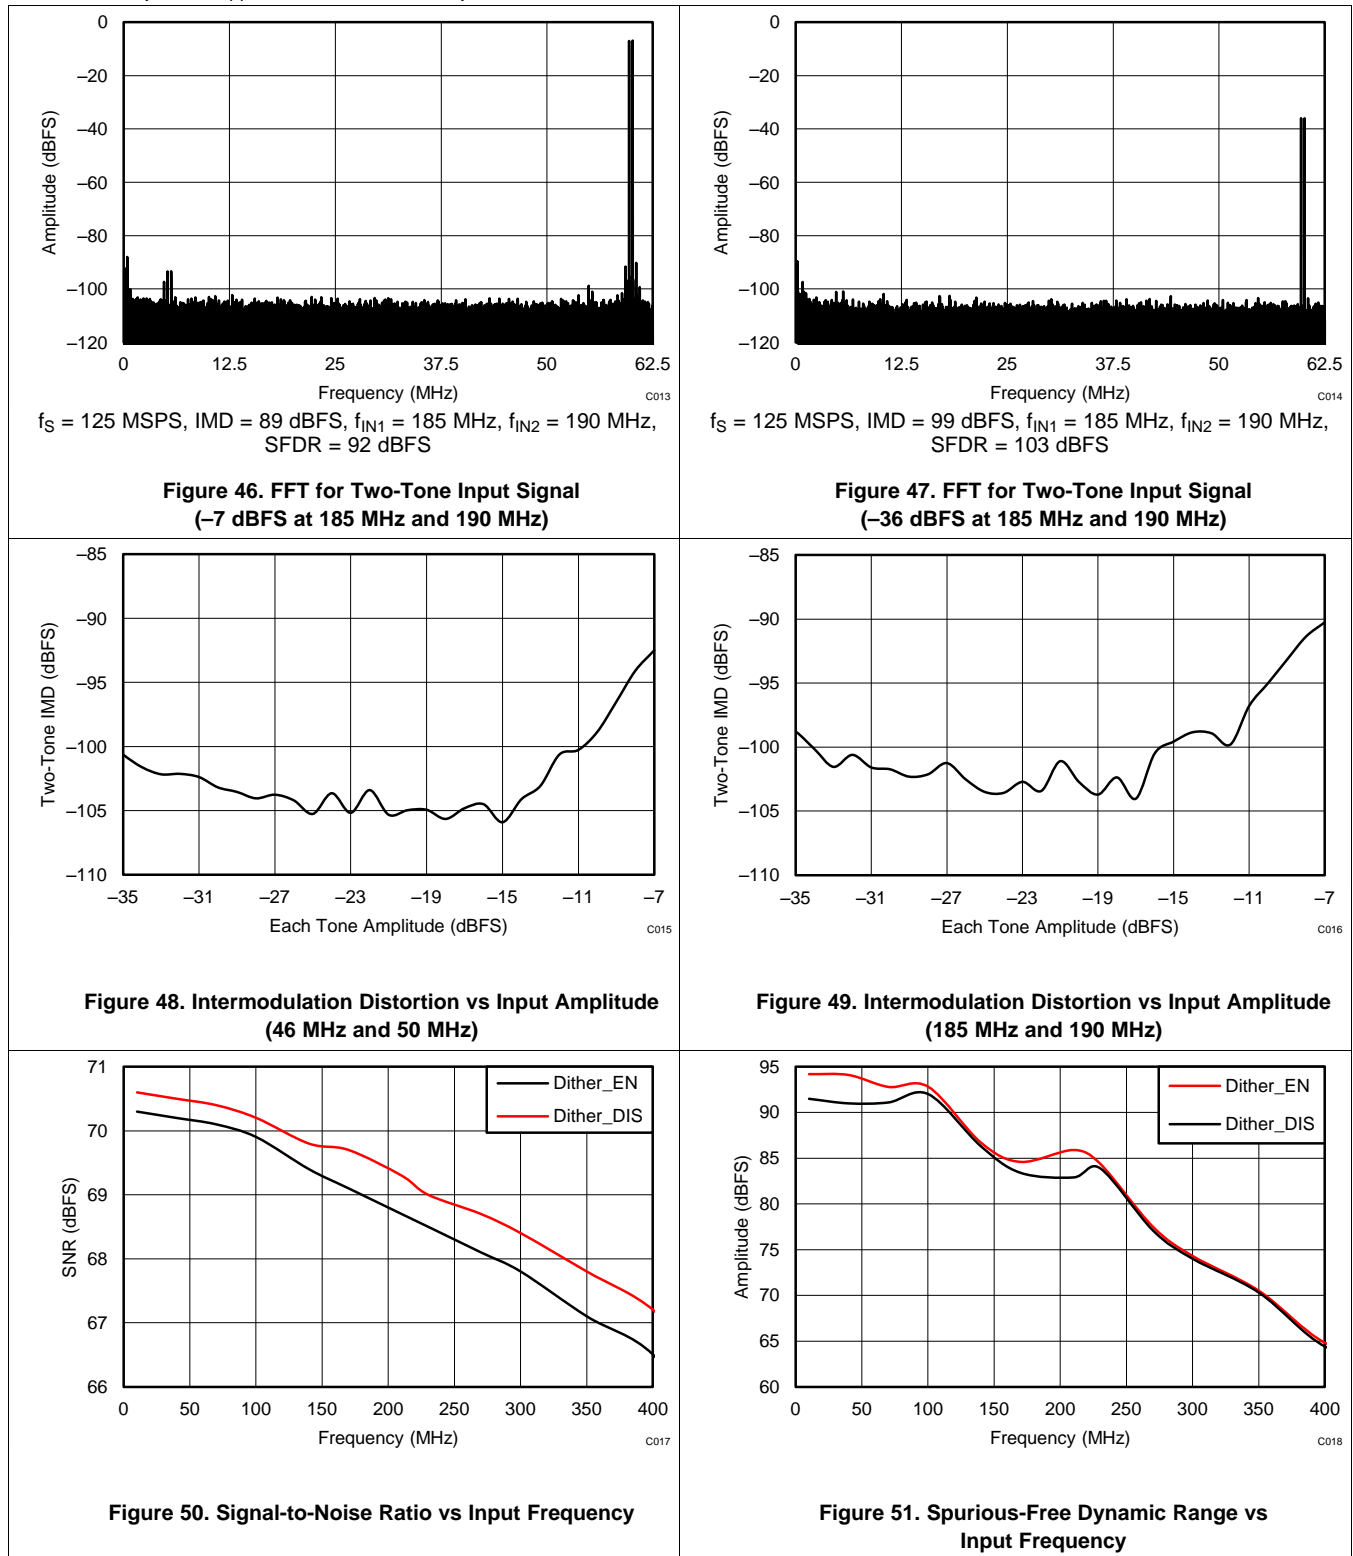 0
–20
–40
–60
–80
–100
–120
Amplitude (dBFS)
0 12.5 25 37.5 50 62.5
Frequency (MHz)
C013
fS = 125 MSPS, IMD = 89 dBFS, fIN1 = 185 MHz, fIN2 = 190 MHz,
SFDR = 92 dBFS
Figure 46. FFT for Two-Tone Input Signal
(–7 dBFS at 185 MHz and 190 MHz)
0
–20
–40
–60
–80
–100
–120
Amplitude (dBFS)
0 12.5 25 37.5 50 62.5
Frequency (MHz)
C014
fS = 125 MSPS, IMD = 99 dBFS, fIN1 = 185 MHz, fIN2 = 190 MHz,
SFDR = 103 dBFS
Figure 47. FFT for Two-Tone Input Signal
(–36 dBFS at 185 MHz and 190 MHz)
–85
–90
–95
–100
–105
–110
Two-Tone IMD (dBFS)
–35 –31 –27 –23 –19 –15 –11 –7
Each Tone Amplitude (dBFS)
C015
Figure 48. Intermodulation Distortion vs Input Amplitude
(46 MHz and 50 MHz)
–85
–90
–95
–100
–105
–110
Two-Tone IMD (dBFS)
–35 –31 –27 –23 –19 –15 –11 –7
Each Tone Amplitude (dBFS)
C016
Figure 49. Intermodulation Distortion vs Input Amplitude
(185 MHz and 190 MHz)
71
70
69
68
67
66
SNR (dBFS)
Dither_EN
Dither_DIS
0 50 100 150 200 250 300 350 400
Frequency (MHz)
C017
Figure 50. Signal-to-Noise Ratio vs Input Frequency
95
90
85
80
75
70
65
60
Amplitude (dBFS)
Dither_EN
Dither_DIS
0 50 100 150 200 250 300 350 400
Frequency (MHz)
C018
Figure 51. Spurious-Free Dynamic Range vs
Input Frequency